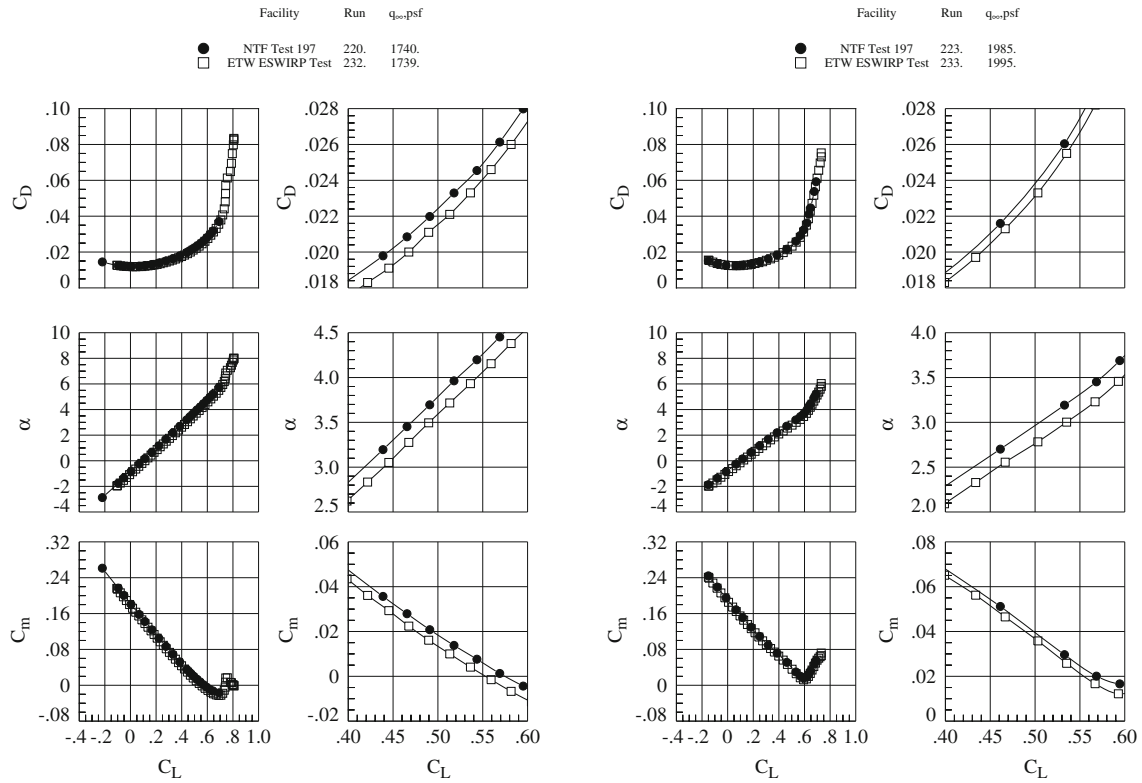 Facility Run q∞,psf
NTF Test 197 220. 1740.
ETW ESWIRP Test 232. 1739.
Facility Run q∞,psf
NTF Test 197 223. 1985.
ETW ESWIRP Test 233. 1995.
.10
.08
.06
C_D
.04
.02
0
.028
.026
.024
C_D
.022
.020
.018
.10
.08
.06
C_D
.04
.02
0
.028
.026
.024
C_D
.022
.020
.018
10
8
6
4
α
2
0
-2
-4
4.5
4.0
α
3.5
3.0
2.5
10
8
6
4
α
2
0
-2
-4
4.0
3.5
α
3.0
2.5
2.0
.32
.24
.16
C_m
.08
0
-.08
.06
.04
C_m
.02
0
-.02
.32
.24
.16
C_m
.08
0
-.08
.08
.06
C_m
.04
.02
0
-.4 -.2 0 .2 .4 .6 .8 1.0
C_L
.40 .45 .50 .55 .60
C_L
-.4 -.2 0 .2 .4 .6 .8 1.0
C_L
.40 .45 .50 .55 .60
C_L